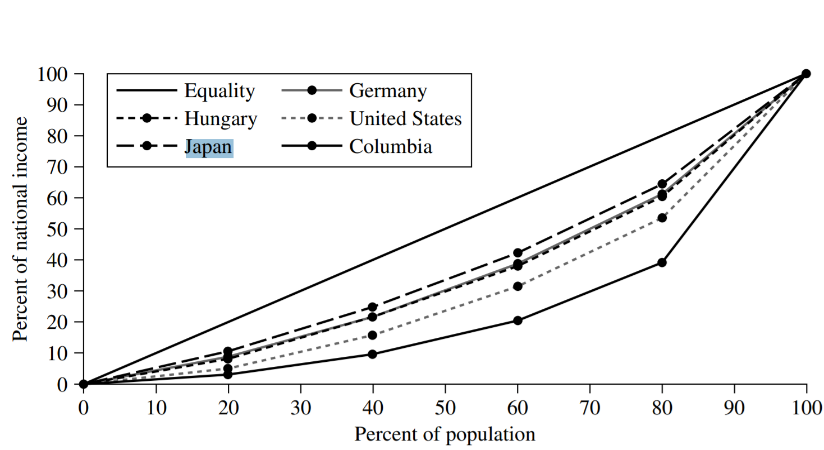 Equality
Germany
Hungary
United States
Japan
Columbia
Percent of national income
100
90
80
70
60
50
40
30
20
10
0
0 10 20 30 40 50 60 70 80 90 100
Percent of population